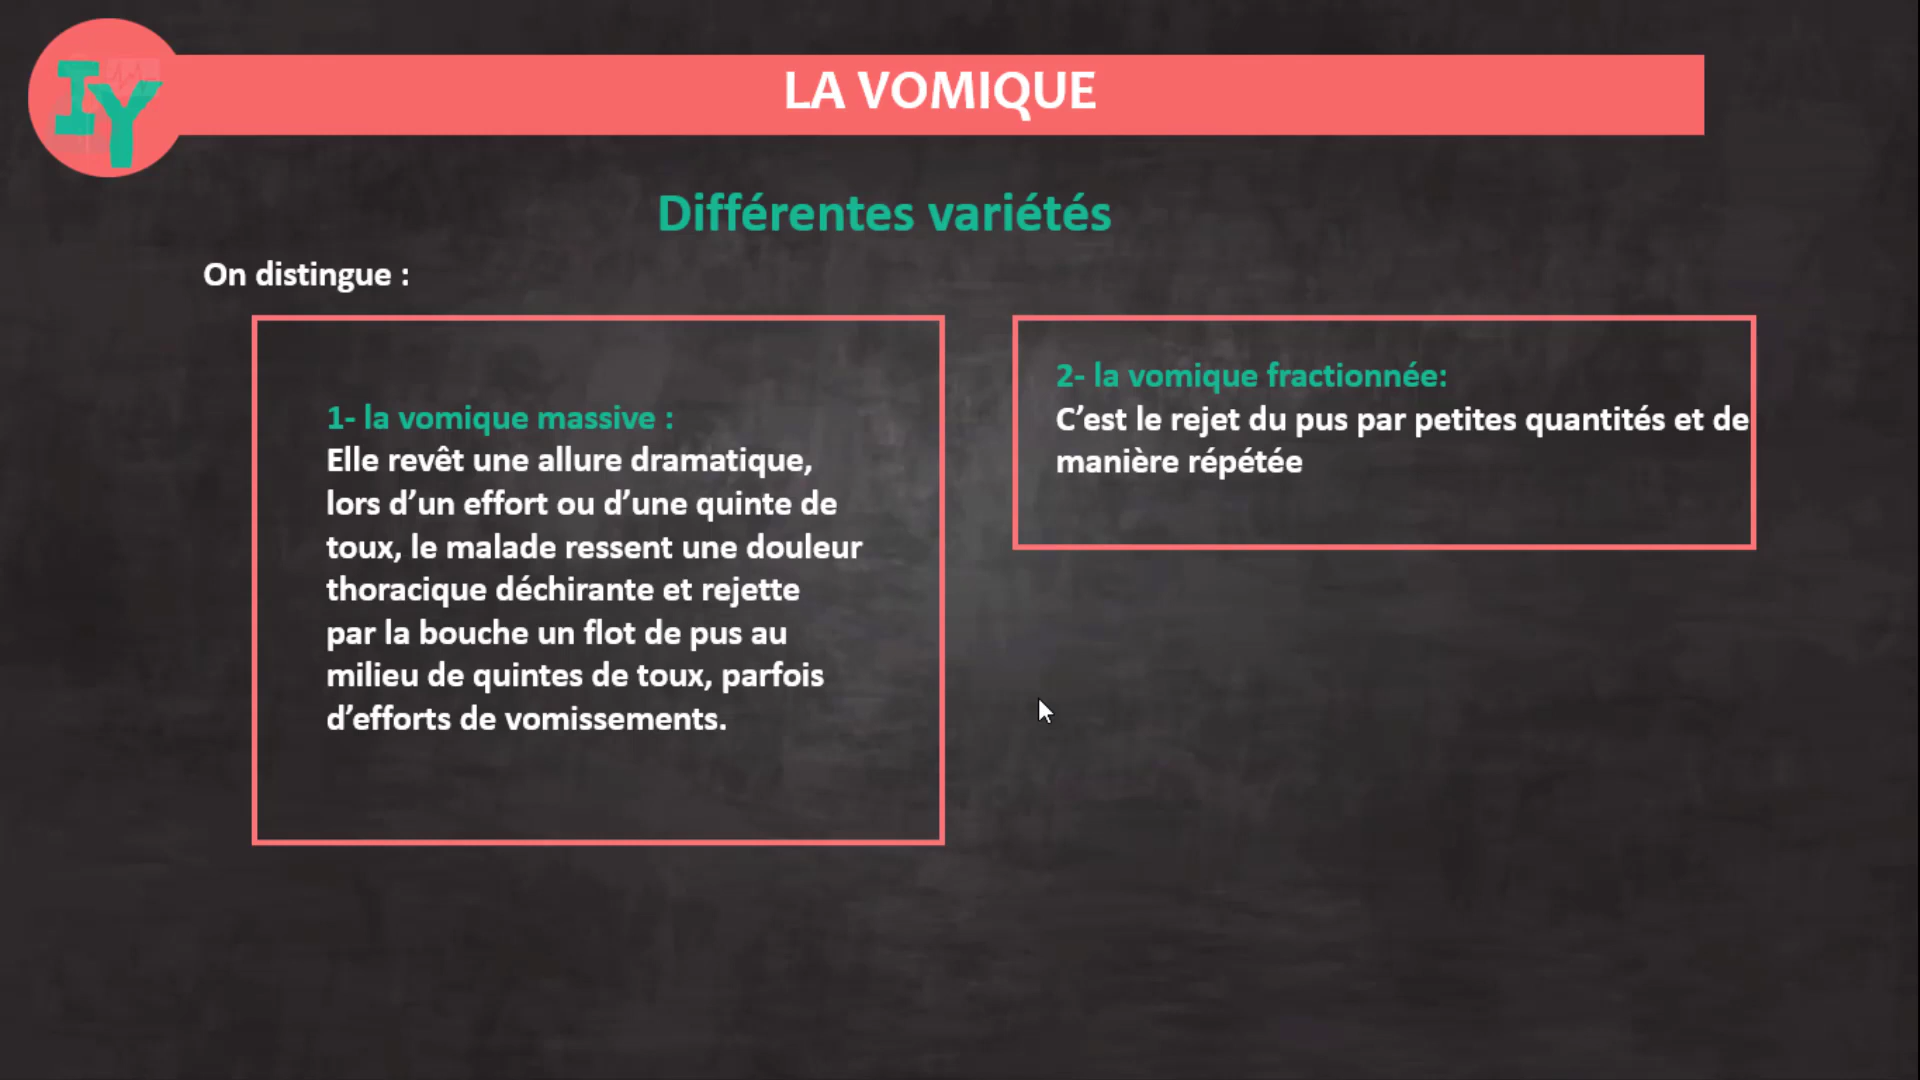 IY
LA VOMIQUE
Différentes variétés
On distingue :
1- la vomique massive :
Elle revêt une allure dramatique,
lors d’un effort ou d’une quinte de
toux, le malade ressent une douleur
thoracique déchirante et rejette
par la bouche un flot de pus au
milieu de quintes de toux, parfois
d’efforts de vomissements.
2- la vomique fractionnée:
C’est le rejet du pus par petites quantités et de
manière répétée